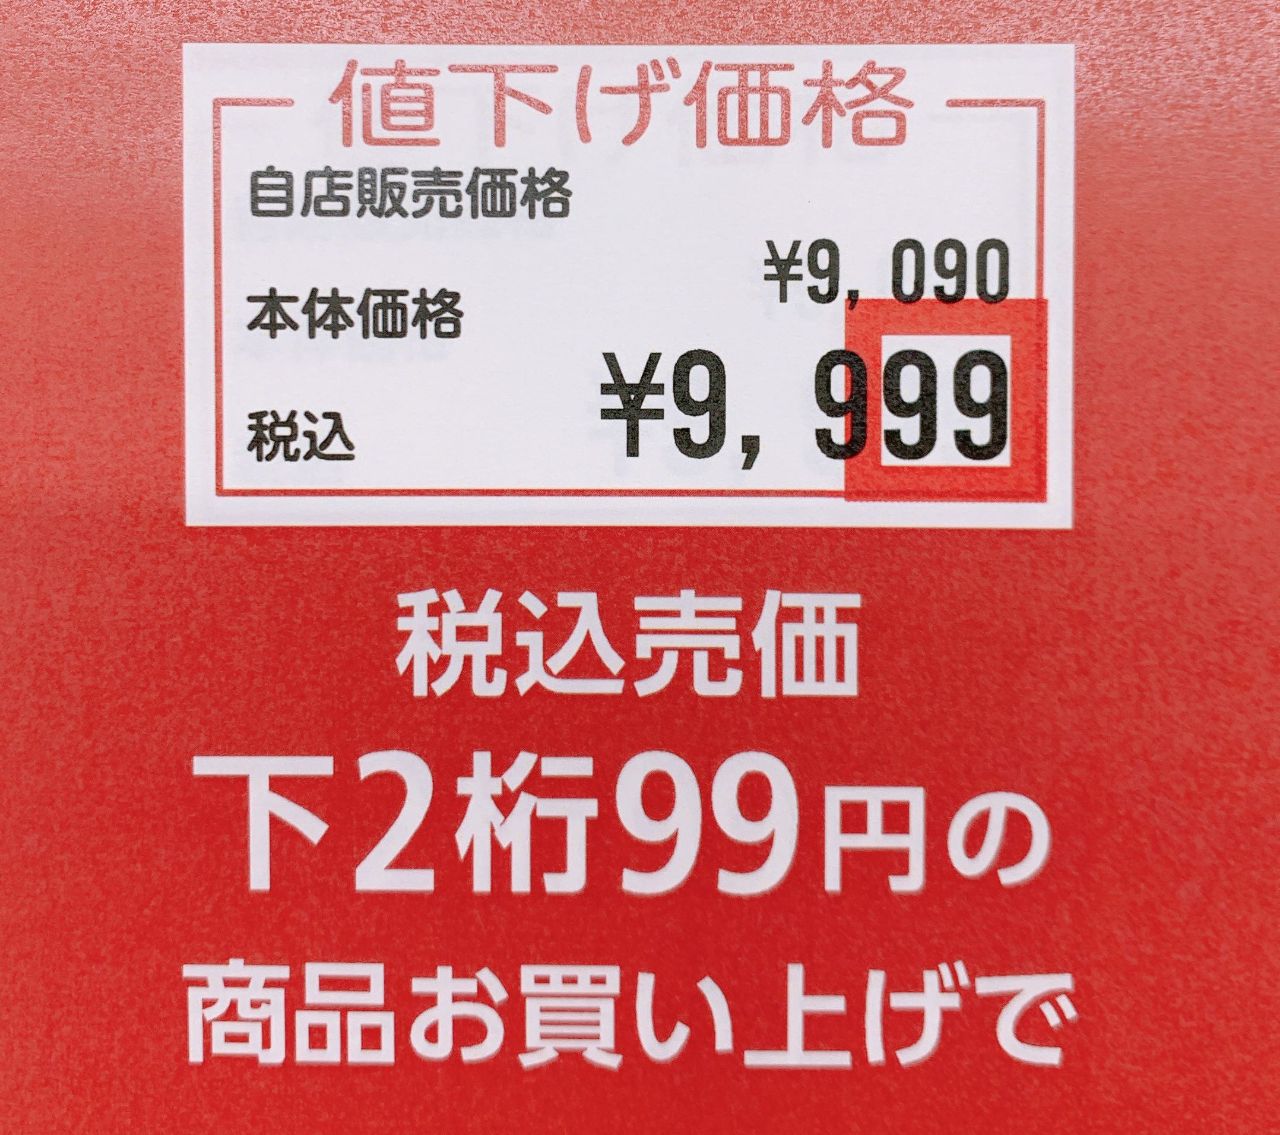 値下げ価格
自店販売価格
¥9,090
本体価格
¥9,999
税込
税込売価
下2桁99円の
商品お買い上げで